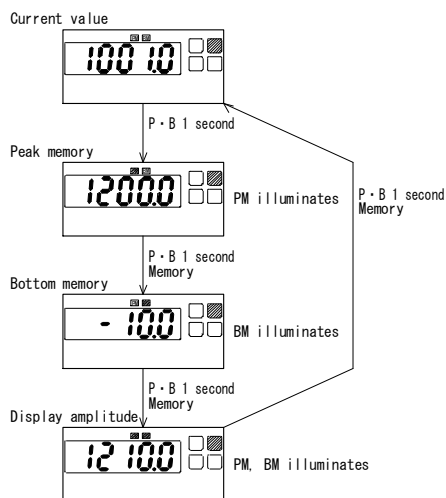 Current value
1001.0
P・B 1 second
Peak memory
1200.0
PM illuminates
P・B 1 second
Memory
P・B 1 second
Memory
Bottom memory
- 10.0
BM illuminates
P・B 1 second
Memory
Display amplitude
1210.0
PM, BM illuminates